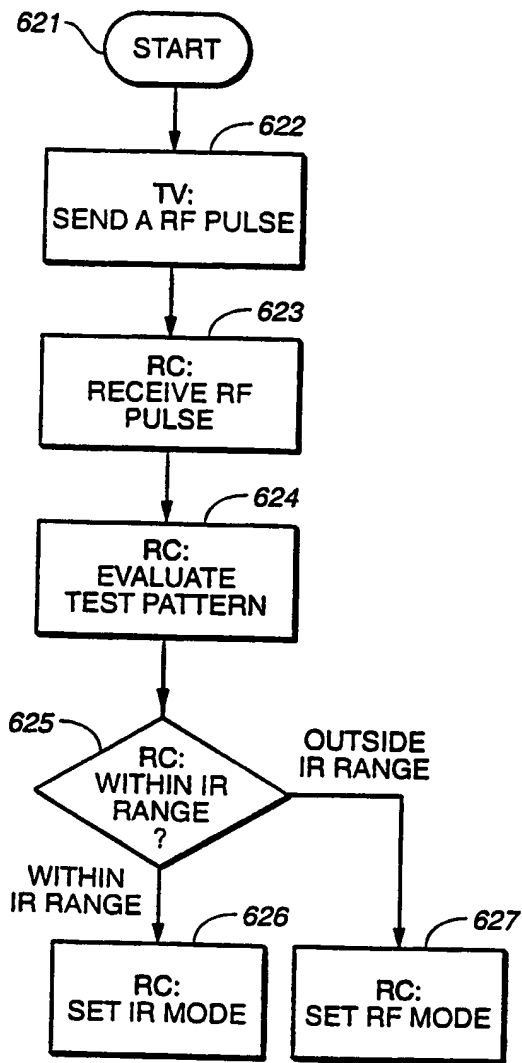 621
START
622
TV:
SEND A RF PULSE
623
RC:
RECEIVE RF
PULSE
624
RC:
EVALUATE
TEST PATTERN
625
RC:
WITHIN IR
RANGE
?
OUTSIDE
IR RANGE
WITHIN
IR RANGE
626
RC:
SET IR MODE
627
RC:
SET RF MODE